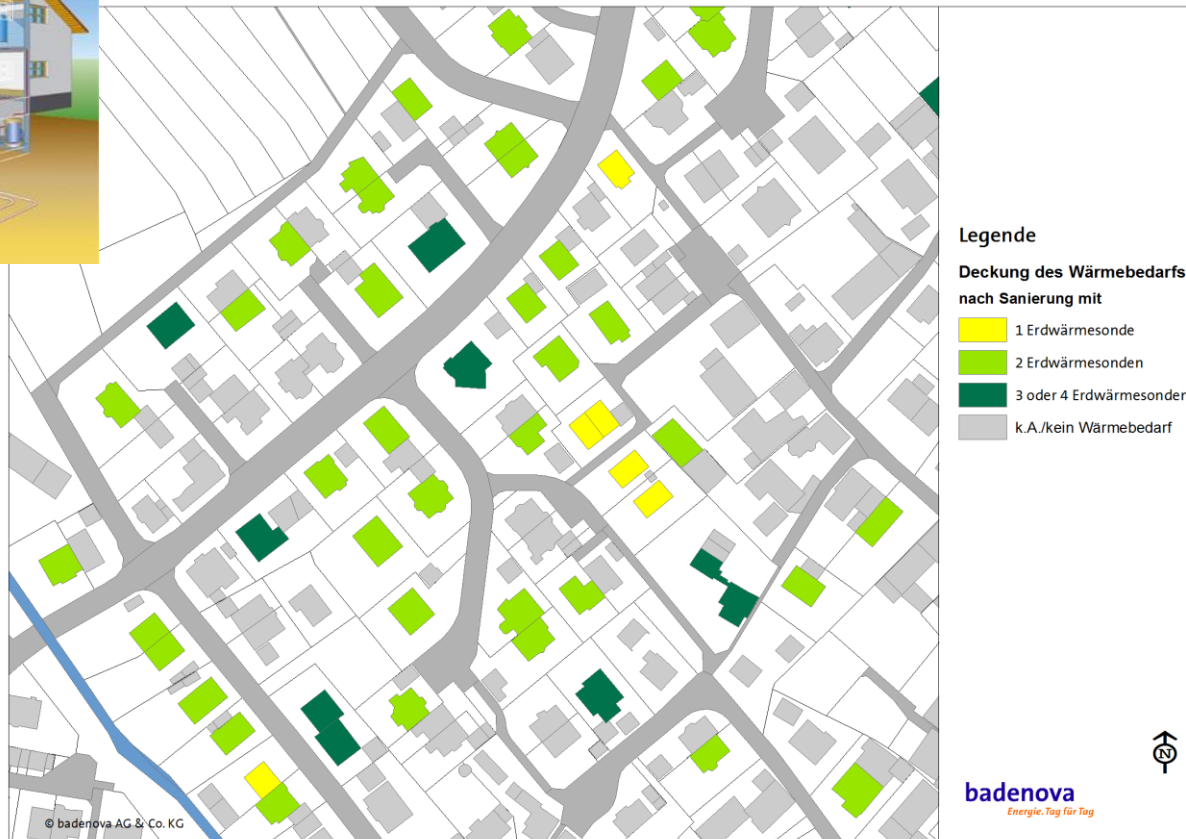 Legende
Deckung des Wärmebedarfs
nach Sanierung mit
1 Erdwärmesonde
2 Erdwärmesonden
3 oder 4 Erdwärmesonden
k.A./kein Wärmebedarf
N
badenova
Energie. Tag für Tag
© badenova AG & Co. KG